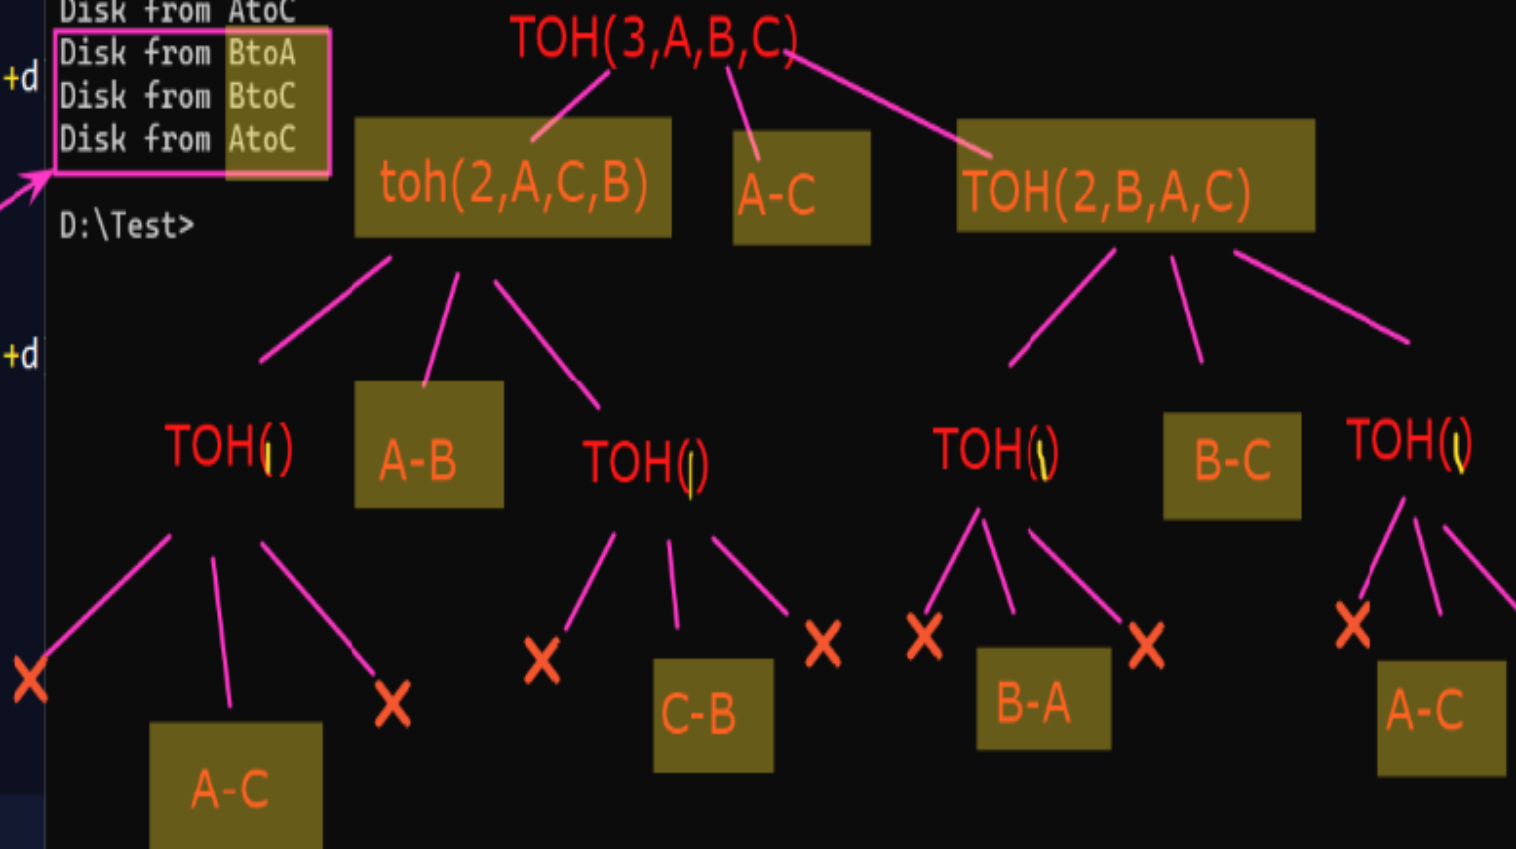 Disk from AtoC
Disk from BtoA
Disk from BtoC
Disk from AtoC
D:\Test>
+d
+d
TOH(3,A,B,C)
toh(2,A,C,B)
A-C
TOH(2,B,A,C)
TOH()
A-B
TOH()
TOH()
B-C
TOH()
X
A-C
X
X
C-B
X
X
B-A
X
X
A-C